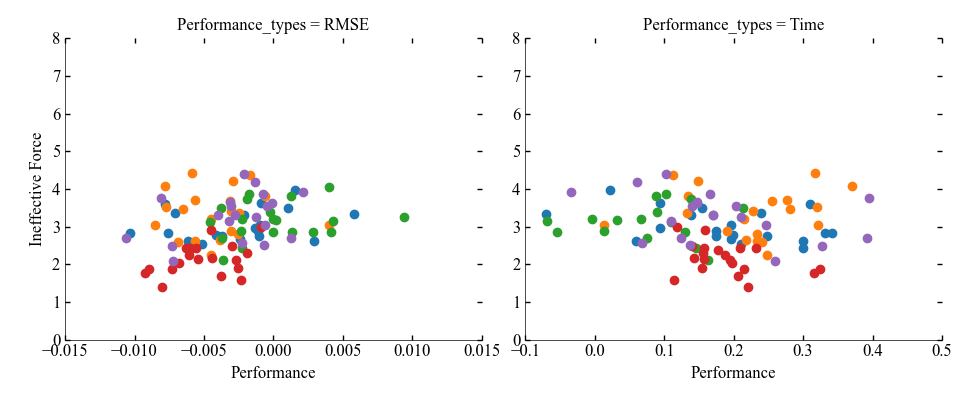 Performance_types = RMSE
Performance_types = Time
8
7
6
5
4
3
2
1
0
Ineffective Force
−0.015 −0.010 −0.005 0.000 0.005 0.010 0.015
Performance
8
7
6
5
4
3
2
1
0
−0.1 0.0 0.1 0.2 0.3 0.4 0.5
Performance